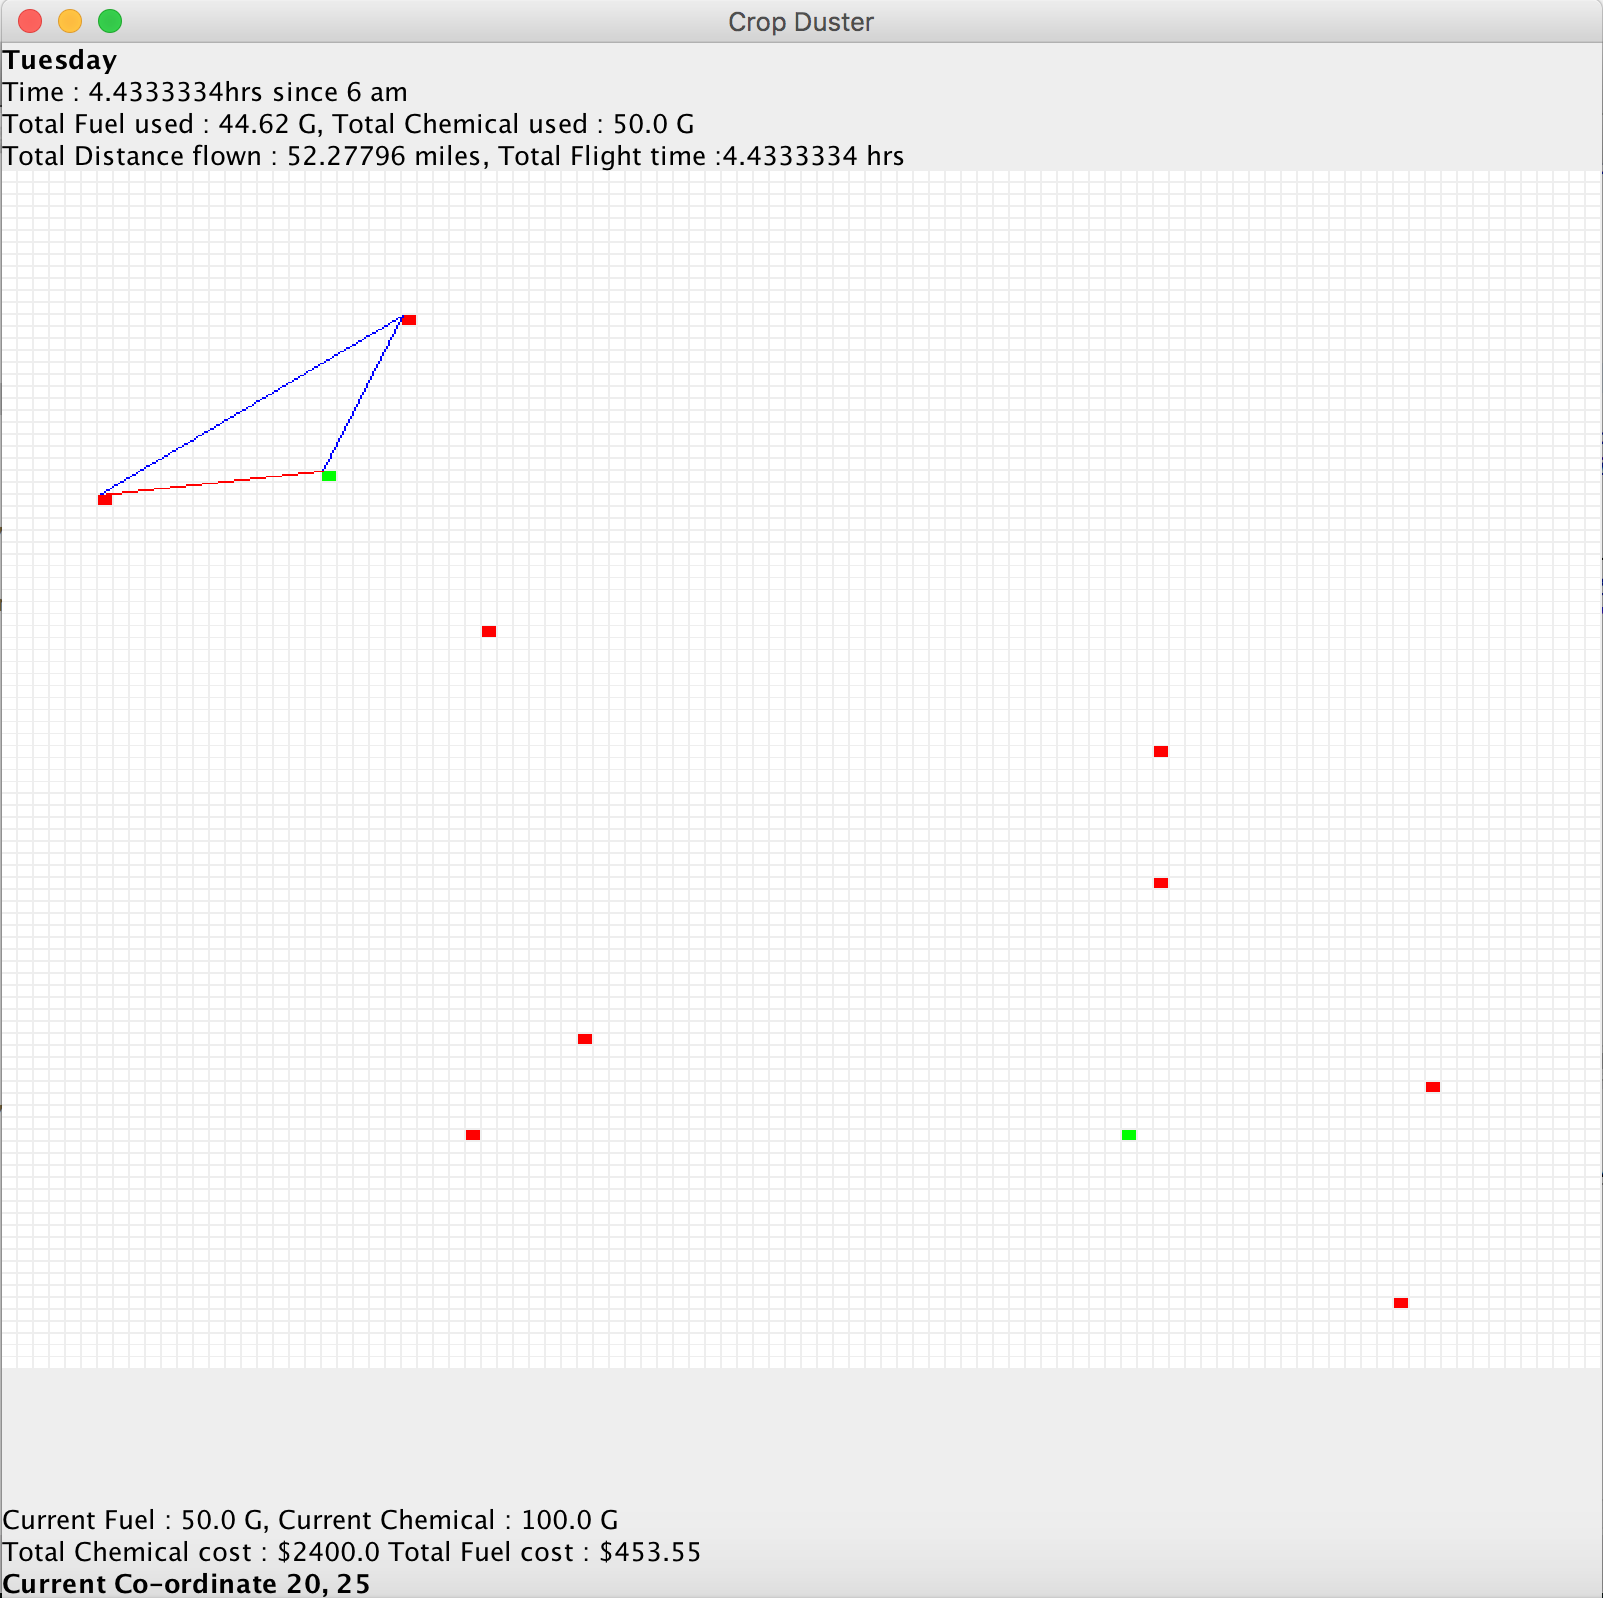 Crop Duster
Tuesday
Time : 4.4333334hrs since 6 am
Total Fuel used : 44.62 G, Total Chemical used : 50.0 G
Total Distance flown : 52.27796 miles, Total Flight time :4.4333334 hrs
Current Fuel : 50.0 G, Current Chemical : 100.0 G
Total Chemical cost : $2400.0 Total Fuel cost : $453.55
Current Co-ordinate 20, 25